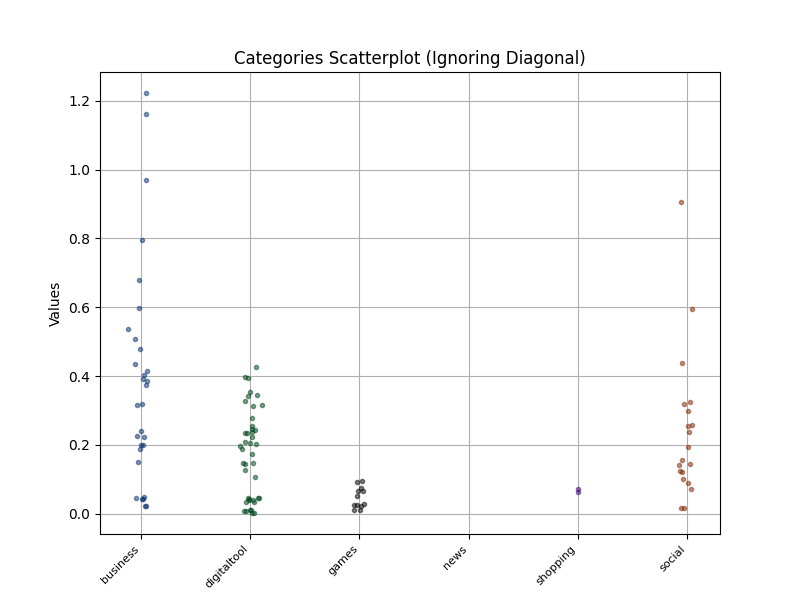 Categories Scatterplot (Ignoring Diagonal)
Values
1.2
1.0
0.8
0.6
0.4
0.2
0.0
business
digitaltool
games
news
shopping
social